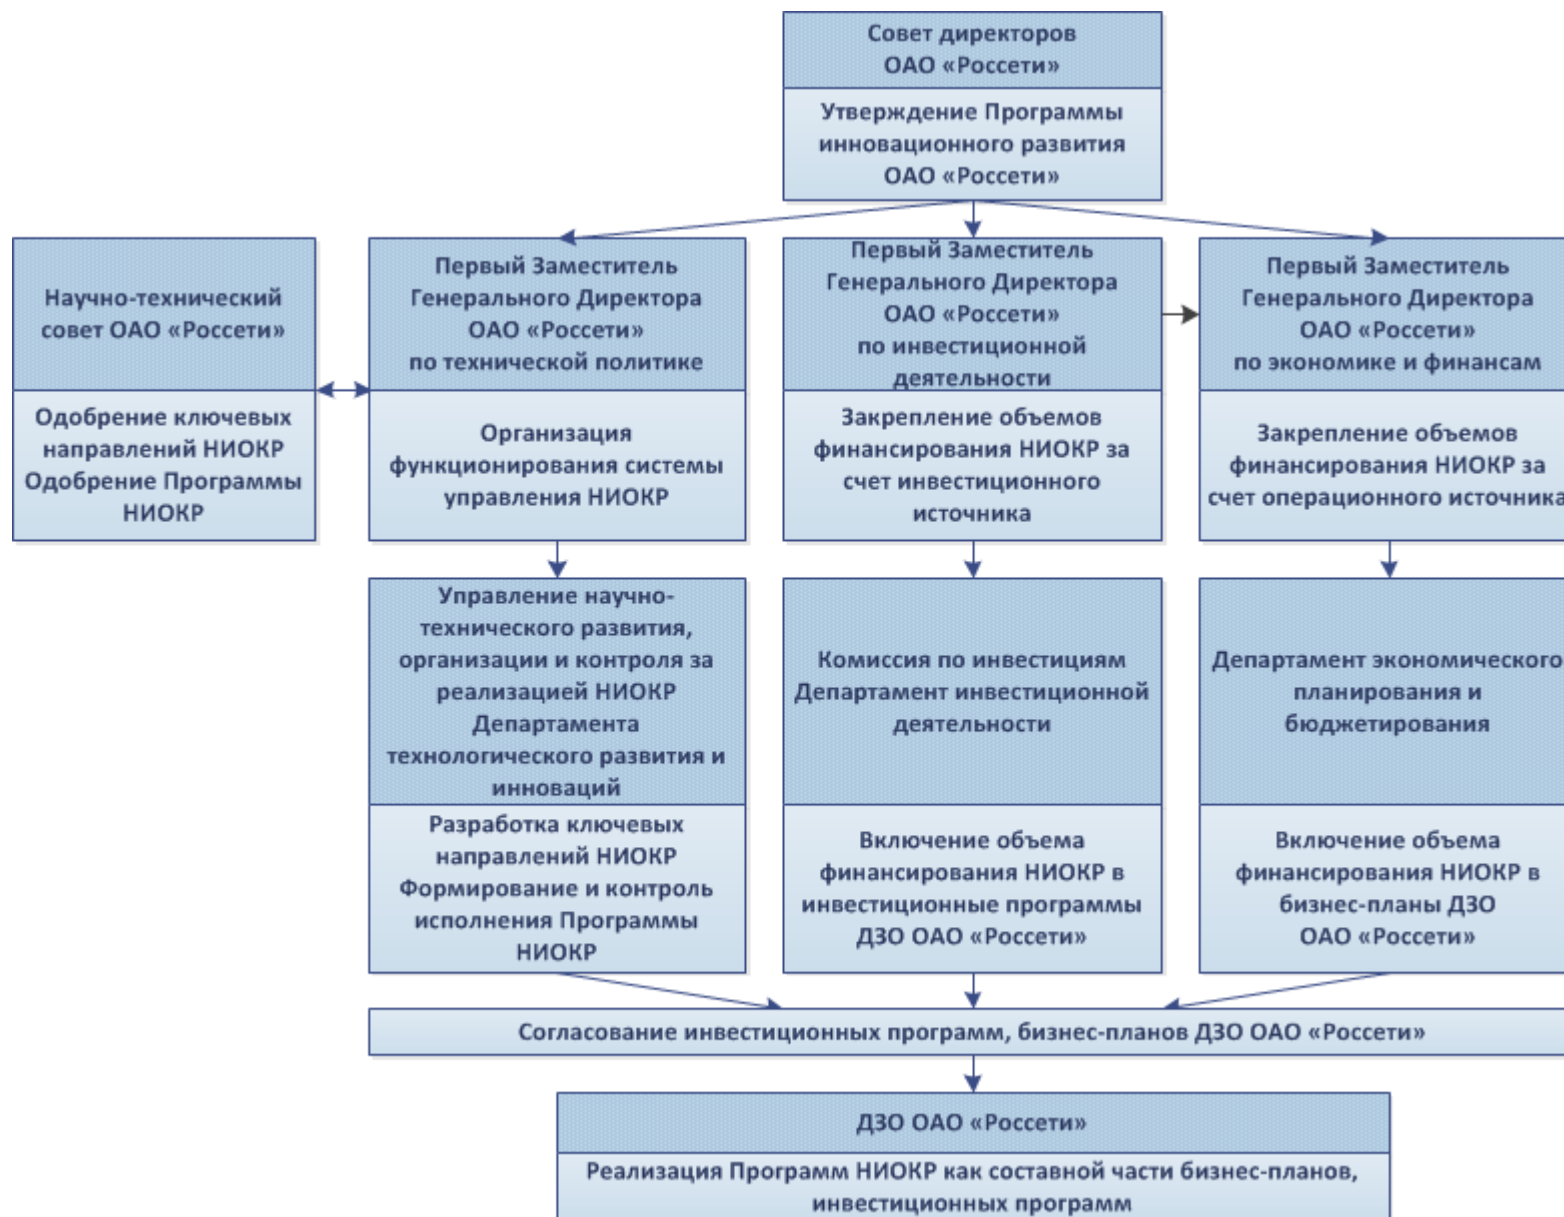 Совет директоров
ОАО «Россети»
Утверждение Программы
инновационного развития
ОАО «Россети»
Научно-технический
совет ОАО «Россети»
Одобрение ключевых
направлений НИОКР
Одобрение Программы
НИОКР
Первый Заместитель
Генерального Директора
ОАО «Россети»
по технической политике
Организация
функционирования системы
управления НИОКР
Первый Заместитель
Генерального Директора
ОАО «Россети»
по инвестиционной
деятельности
Закрепление объемов
финансирования НИОКР за
счет инвестиционного
источника
Первый Заместитель
Генерального Директора
ОАО «Россети»
по экономике и финансам
Закрепление объемов
финансирования НИОКР за
счет операционного источника
Управление научно-
технического развития,
организации и контроля за
реализацией НИОКР
Департамента
технологического развития и
инноваций
Разработка ключевых
направлений НИОКР
Формирование и контроль
исполнения Программы
НИОКР
Комиссия по инвестициям
Департамент инвестиционной
деятельности
Включение объема
финансирования НИОКР в
инвестиционные программы
ДЗО ОАО «Россети»
Департамент экономического
планирования и
бюджетирования
Включение объема
финансирования НИОКР в
бизнес-планы ДЗО
ОАО «Россети»
Согласование инвестиционных программ, бизнес-планов ДЗО ОАО «Россети»
ДЗО ОАО «Россети»
Реализация Программ НИОКР как составной части бизнес-планов,
инвестиционных программ